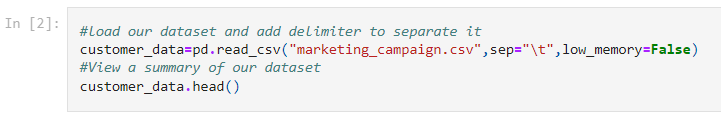 In [2]:
#load our dataset and add delimiter to separate it
customer_data=pd.read_csv("marketing_campaign.csv",sep="\t",low_memory=False)
#View a summary of our dataset
customer_data.head()